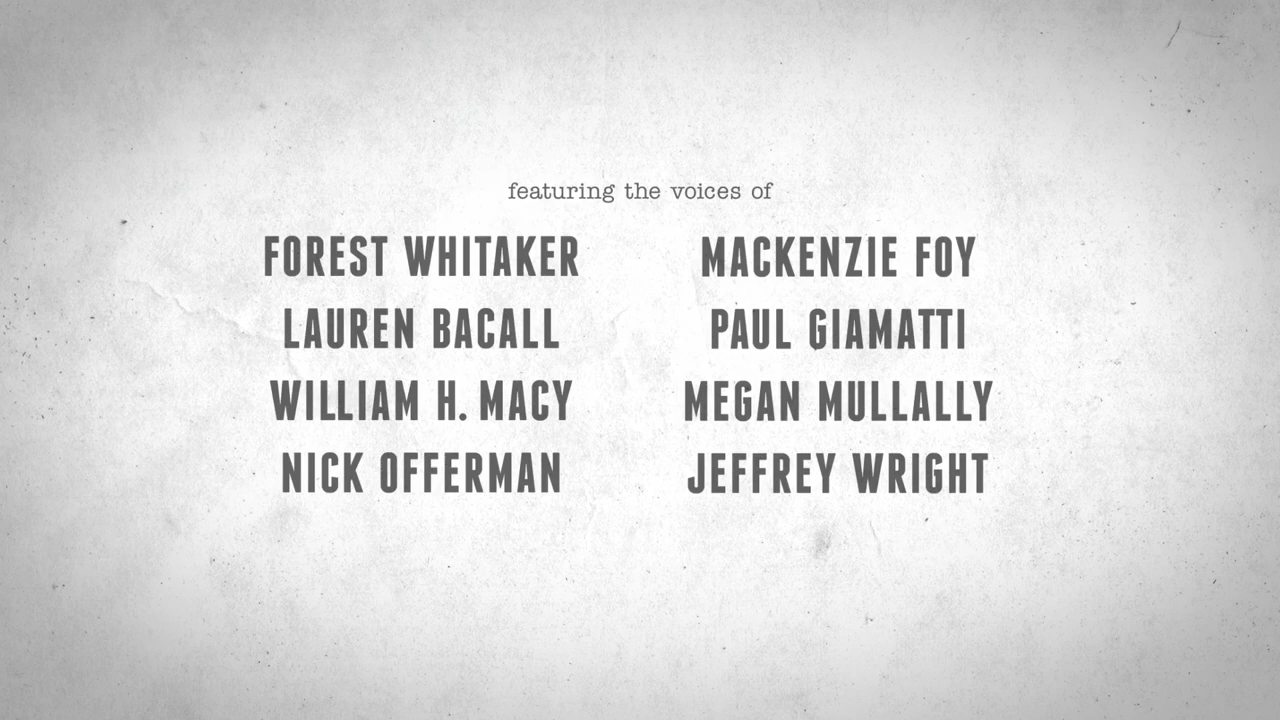 featuring the voices of
FOREST WHITAKER
LAUREN BACALL
WILLIAM H. MACY
NICK OFFERMAN
MACKENZIE FOY
PAUL GIAMATTI
MEGAN MULLALLY
JEFFREY WRIGHT